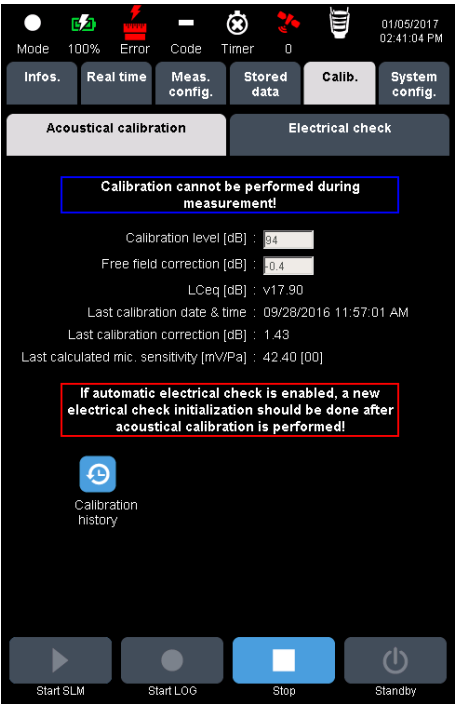 01/05/2017
02:41:04 PM
Mode 100% Error Code Timer 0
Infos. Real time Meas. config. Stored data Calib. System config.
Acoustical calibration Electrical check
Calibration cannot be performed during
measurement!
Calibration level [dB] : 94
Free field correction [dB] : -0.4
LCeq [dB] : v17.90
Last calibration date & time : 09/28/2016 11:57:01 AM
Last calibration correction [dB] : 1.43
Last calculated mic. sensitivity [mV/Pa] : 42.40 [00]
If automatic electrical check is enabled, a new
electrical check initialization should be done after
acoustical calibration is performed!
Calibration
history
Start SLM Start LOG Stop Standby